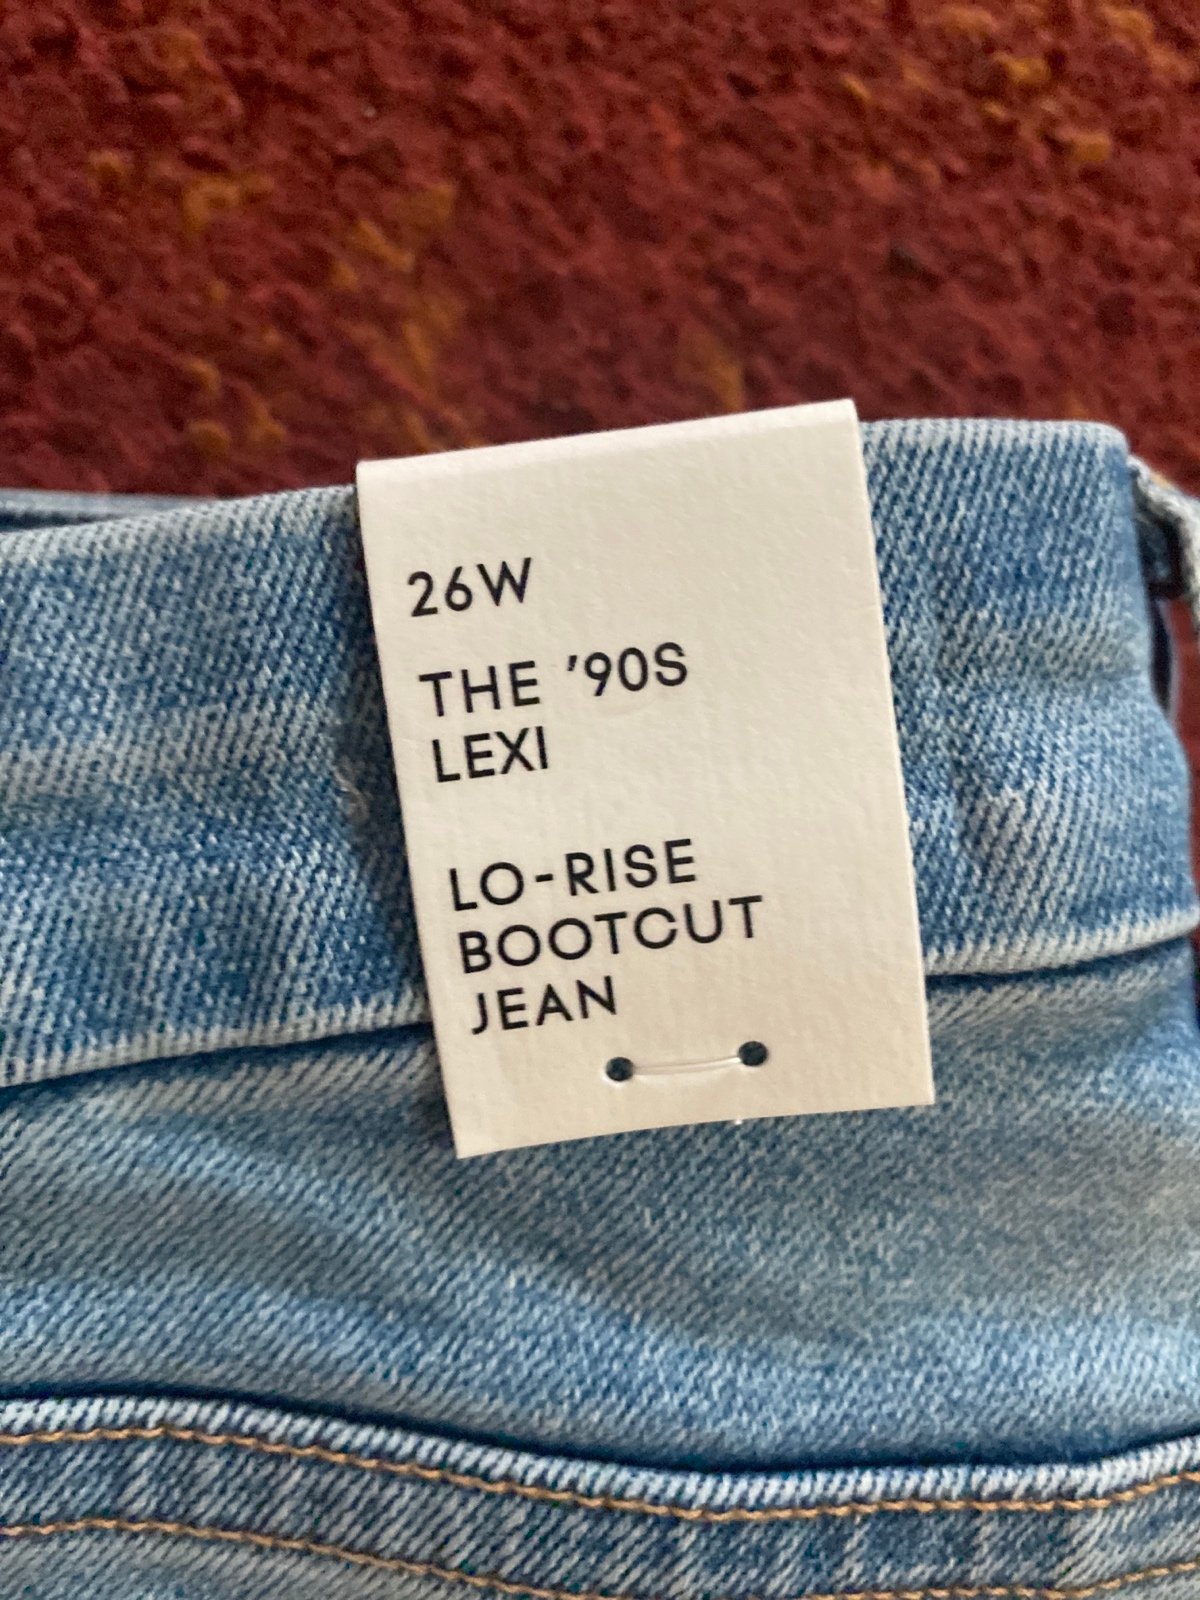 26W
THE '90S
LEXI
LO-RISE
BOOTCUT
JEAN